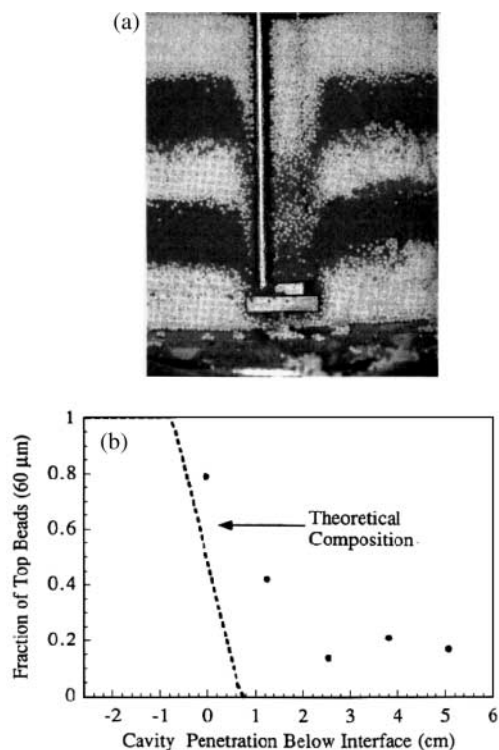 (a)
(b)
1
0.8
0.6
0.4
0.2
0
Fraction of Top Beads (60 μm)
Theoretical
Composition
-2 -1 0 1 2 3 4 5 6
Cavity Penetration Below Interface (cm)